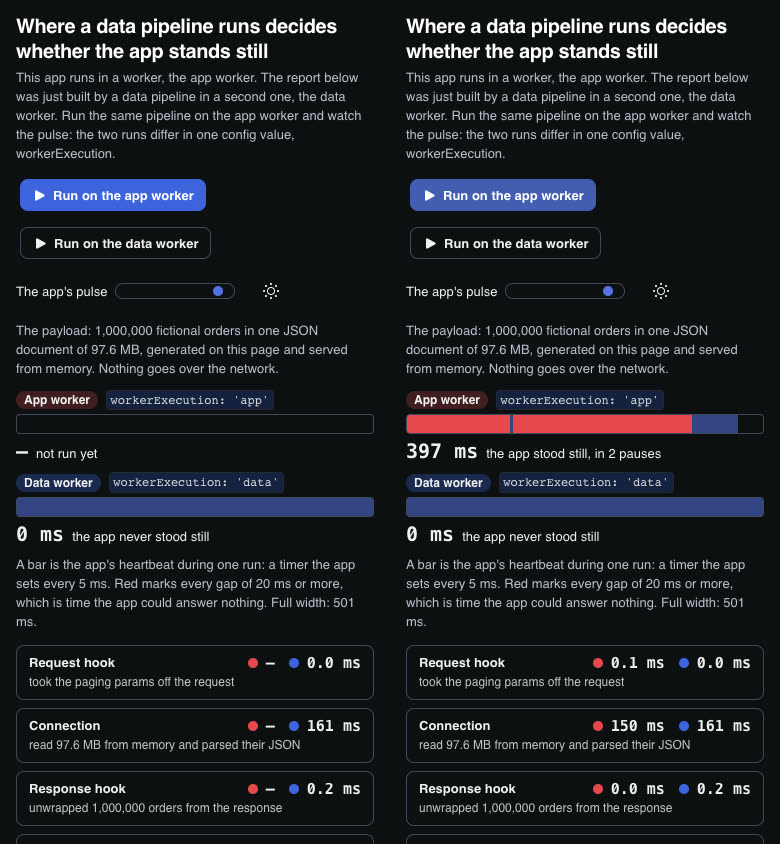 Where a data pipeline runs decides
whether the app stands still
This app runs in a worker, the app worker. The report below
was just built by a data pipeline in a second one, the data
worker. Run the same pipeline on the app worker and watch
the pulse: the two runs differ in one config value,
workerExecution.
Run on the app worker
Run on the data worker
The app's pulse
The payload: 1,000,000 fictional orders in one JSON
document of 97.6 MB, generated on this page and served
from memory. Nothing goes over the network.
App worker workerExecution: 'app'
— not run yet
Data worker workerExecution: 'data'
0 ms the app never stood still
A bar is the app's heartbeat during one run: a timer the app
sets every 5 ms. Red marks every gap of 20 ms or more,
which is time the app could answer nothing. Full width: 501
ms.
Request hook — 0.0 ms
took the paging params off the request
Connection — 161 ms
read 97.6 MB from memory and parsed their JSON
Response hook — 0.2 ms
unwrapped 1,000,000 orders from the response
Where a data pipeline runs decides
whether the app stands still
This app runs in a worker, the app worker. The report below
was just built by a data pipeline in a second one, the data
worker. Run the same pipeline on the app worker and watch
the pulse: the two runs differ in one config value,
workerExecution.
Run on the app worker
Run on the data worker
The app's pulse
The payload: 1,000,000 fictional orders in one JSON
document of 97.6 MB, generated on this page and served
from memory. Nothing goes over the network.
App worker workerExecution: 'app'
397 ms the app stood still, in 2 pauses
Data worker workerExecution: 'data'
0 ms the app never stood still
A bar is the app's heartbeat during one run: a timer the app
sets every 5 ms. Red marks every gap of 20 ms or more,
which is time the app could answer nothing. Full width: 501
ms.
Request hook 0.1 ms 0.0 ms
took the paging params off the request
Connection 150 ms 161 ms
read 97.6 MB from memory and parsed their JSON
Response hook 0.0 ms 0.2 ms
unwrapped 1,000,000 orders from the response